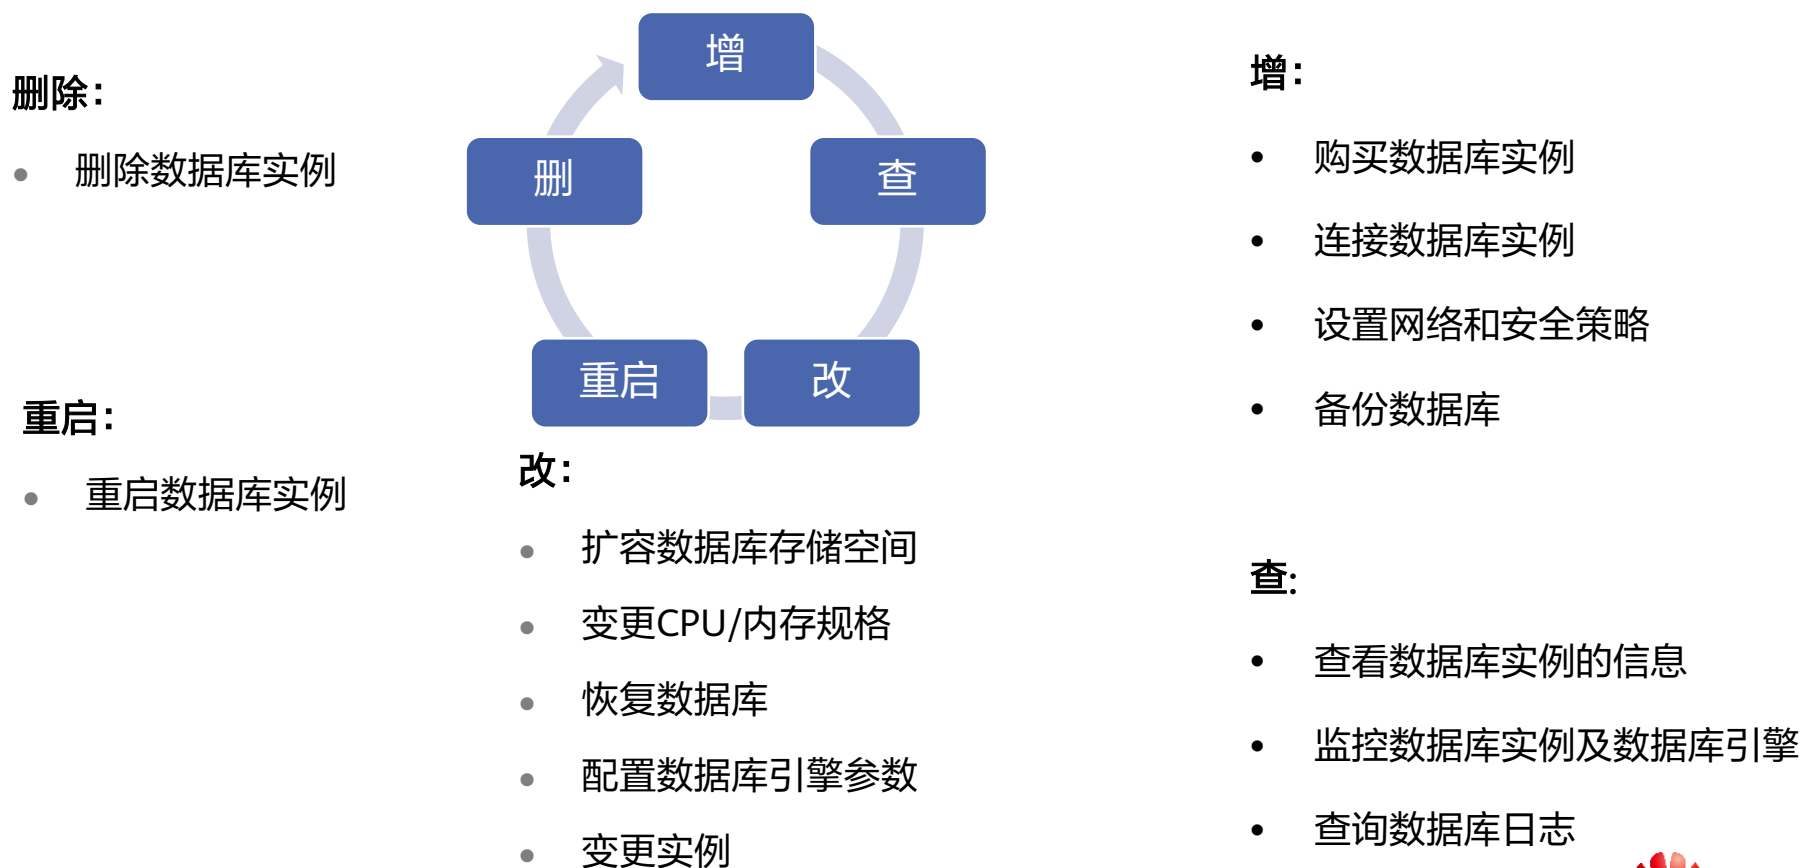 增
查
改
重启
删
删除：
删除数据库实例
重启：
重启数据库实例
改：
扩容数据库存储空间
变更CPU/内存规格
恢复数据库
配置数据库引擎参数
变更实例
增：
购买数据库实例
连接数据库实例
设置网络和安全策略
备份数据库
查:
查看数据库实例的信息
监控数据库实例及数据库引擎
查询数据库日志